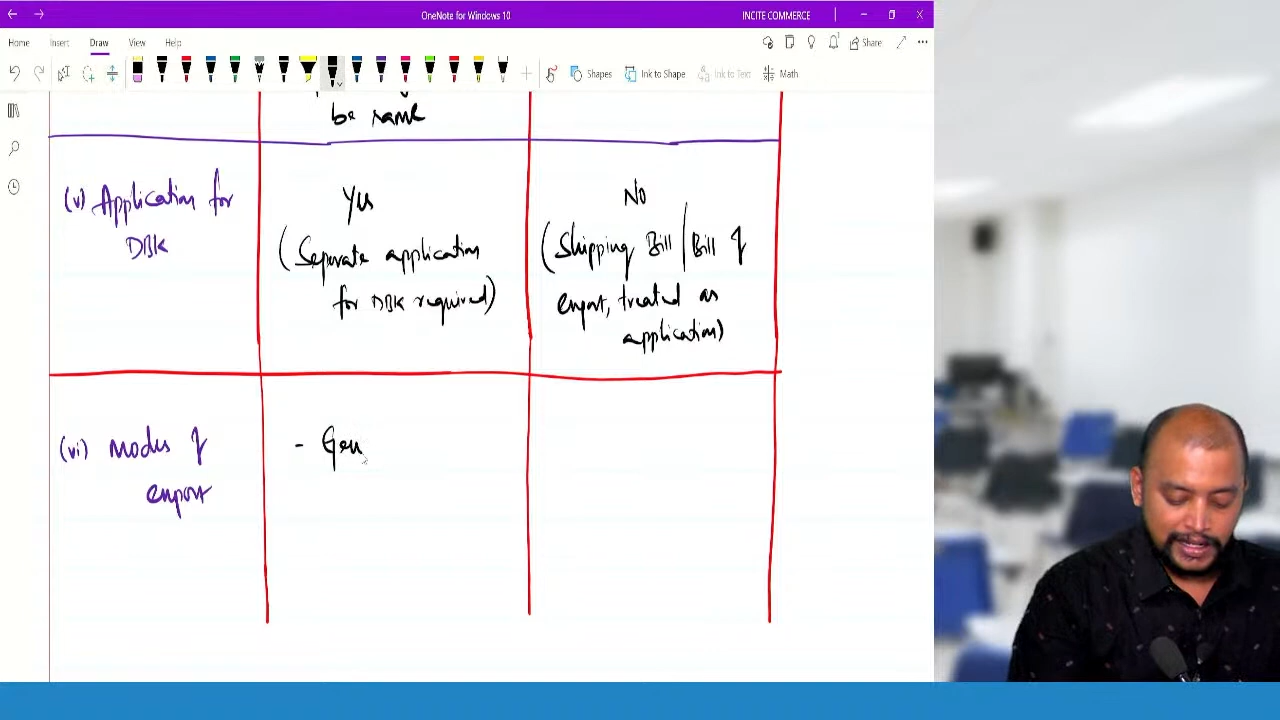 OneNote for Windows 10
INCITE COMMERCE
Home Insert Draw View Help
Share
Shapes Ink to Shape Ink to Text Math
be same
(v) Application for
DBK
Yes
(Separate application
for DBK required)
No
(Shipping Bill/Bill of
export, treated as
application)
(vi) Modes of
export
- Gen